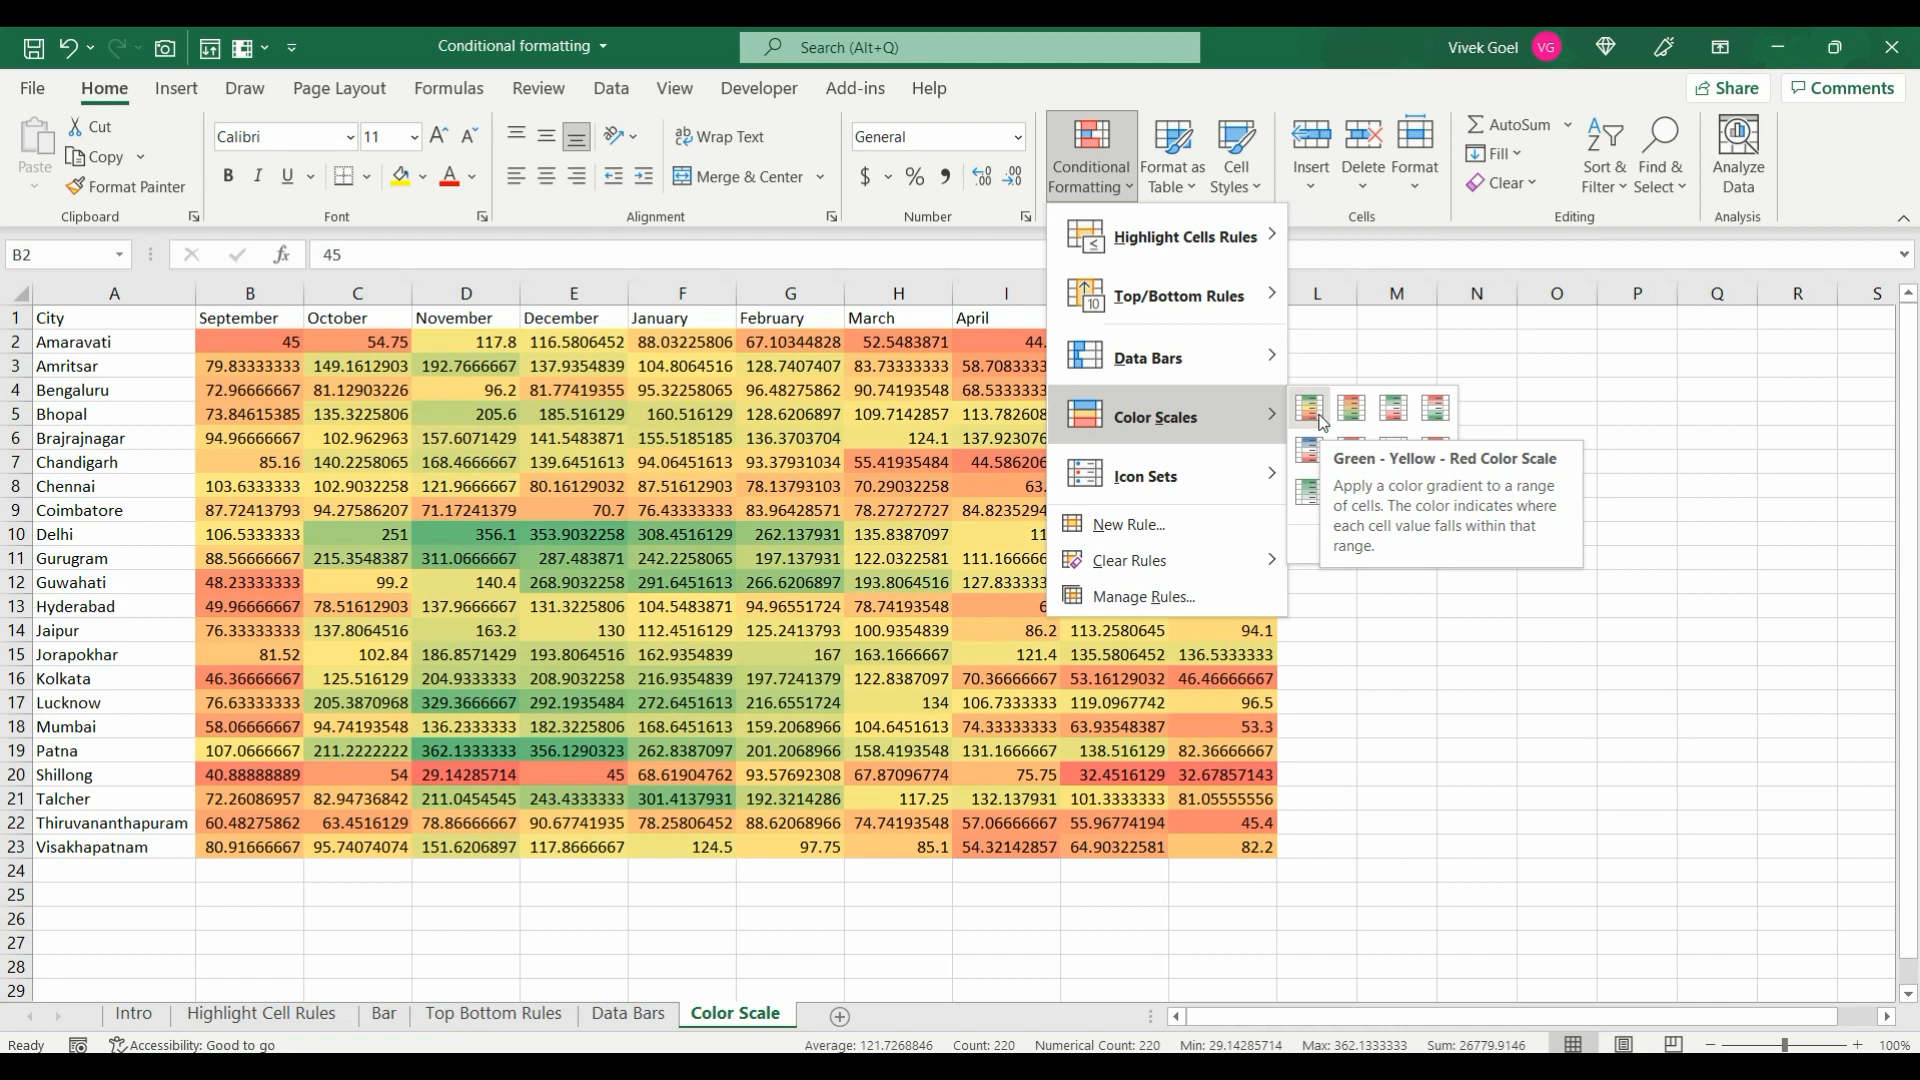 Conditional formatting
Search (Alt+Q)
Vivek Goel VG
File Home Insert Draw Page Layout Formulas Review Data View Developer Add-ins Help Share Comments
Paste
Cut
Copy
Format Painter
Clipboard
Calibri 11
B I U
Font
Wrap Text
Merge & Center
Alignment
General
$ % 9
Number
Conditional Formatting
Format as Table
Cell Styles
Insert Delete Format
Cells
AutoSum
Fill
Clear
Sort & Filter
Find & Select
Editing
Analyze Data
Analysis
B2 fx 45
A B C D E F G H I L M N O P Q R S
1 City September October November December January February March April
2 Amaravati 45 54.75 117.8 116.5806452 88.03225806 67.10344828 52.5483871 44.
3 Amritsar 79.83333333 149.1612903 192.7666667 137.9354839 104.8064516 128.7407407 83.73333333 58.7083333
4 Bengaluru 72.96666667 81.12903226 96.2 81.77419355 95.32258065 96.48275862 90.74193548 68.5333333
5 Bhopal 73.84615385 135.3225806 205.6 185.516129 160.516129 128.6206897 109.7142857 113.782608
6 Brajrajnagar 94.96666667 102.962963 157.6071429 141.5483871 155.5185185 136.3703704 124.1 137.923076
7 Chandigarh 85.16 140.2258065 168.4666667 139.6451613 94.06451613 93.37931034 55.41935484 44.586206
8 Chennai 103.6333333 102.9032258 121.9666667 80.16129032 87.51612903 78.13793103 70.29032258 63.
9 Coimbatore 87.72413793 94.27586207 71.17241379 70.7 76.43333333 83.96428571 78.27272727 84.8235294
10 Delhi 106.5333333 251 356.1 353.9032258 308.4516129 262.137931 135.8387097 11
11 Gurugram 88.56666667 215.3548387 311.0666667 287.483871 242.2258065 197.137931 122.0322581 111.166666
12 Guwahati 48.23333333 99.2 140.4 268.9032258 291.6451613 266.6206897 193.8064516 127.833333
13 Hyderabad 49.96666667 78.51612903 137.9666667 131.3225806 104.5483871 94.96551724 78.74193548 6
14 Jaipur 76.33333333 137.8064516 163.2 130 112.4516129 125.2413793 100.9354839 86.2 113.2580645 94.1
15 Jorapokhar 81.52 102.84 186.8571429 193.8064516 162.9354839 167 163.1666667 121.4 135.5806452 136.5333333
16 Kolkata 46.36666667 125.516129 204.9333333 208.9032258 216.9354839 197.7241379 122.8387097 70.36666667 53.16129032 46.46666667
17 Lucknow 76.63333333 205.3870968 329.3666667 292.1935484 272.6451613 216.6551724 134 106.7333333 119.0967742 96.5
18 Mumbai 58.06666667 94.74193548 136.2333333 182.3225806 168.6451613 159.2068966 104.6451613 74.33333333 63.93548387 53.3
19 Patna 107.0666667 211.2222222 362.1333333 356.1290323 262.8387097 201.2068966 158.4193548 131.1666667 138.516129 82.36666667
20 Shillong 40.88888889 54 29.14285714 45 68.61904762 93.57692308 67.87096774 75.75 32.4516129 32.67857143
21 Talcher 72.26086957 82.94736842 211.0454545 243.4333333 301.4137931 192.3214286 117.25 132.137931 101.3333333 81.05555556
22 Thiruvananthapuram 60.48275862 63.4516129 78.86666667 90.67741935 78.25806452 88.62068966 74.74193548 57.06666667 55.96774194 45.4
23 Visakhapatnam 80.91666667 95.74074074 151.6206897 117.8666667 124.5 97.75 85.1 54.32142857 64.90322581 82.2
24
25
26
27
28
29
Highlight Cells Rules
Top/Bottom Rules
Data Bars
Color Scales
Icon Sets
New Rule...
Clear Rules
Manage Rules...
Green - Yellow - Red Color Scale
Apply a color gradient to a range
of cells. The color indicates where
each cell value falls within that
range.
Intro Highlight Cell Rules Bar Top Bottom Rules Data Bars Color Scale
Ready Accessibility: Good to go Average: 121.7268846 Count: 220 Numerical Count: 220 Min: 29.14285714 Max: 362.1333333 Sum: 26779.9146 100%